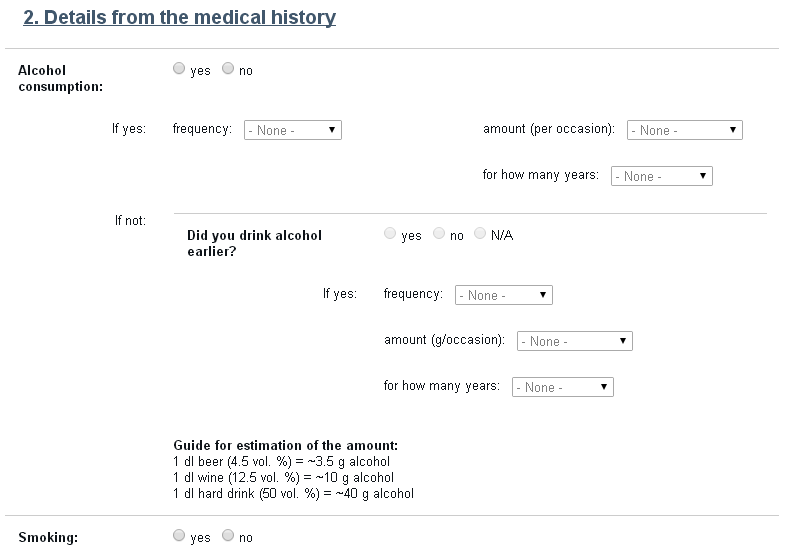 2. Details from the medical history
Alcohol consumption: yes no
If yes: frequency: - None - amount (per occasion): - None -
for how many years: - None -
If not:
Did you drink alcohol earlier? yes no N/A
If yes: frequency: - None -
amount (g/occasion): - None -
for how many years: - None -
Guide for estimation of the amount:
1 dl beer (4.5 vol. %) = ~3.5 g alcohol
1 dl wine (12.5 vol. %) = ~10 g alcohol
1 dl hard drink (50 vol. %) = ~40 g alcohol
Smoking: yes no